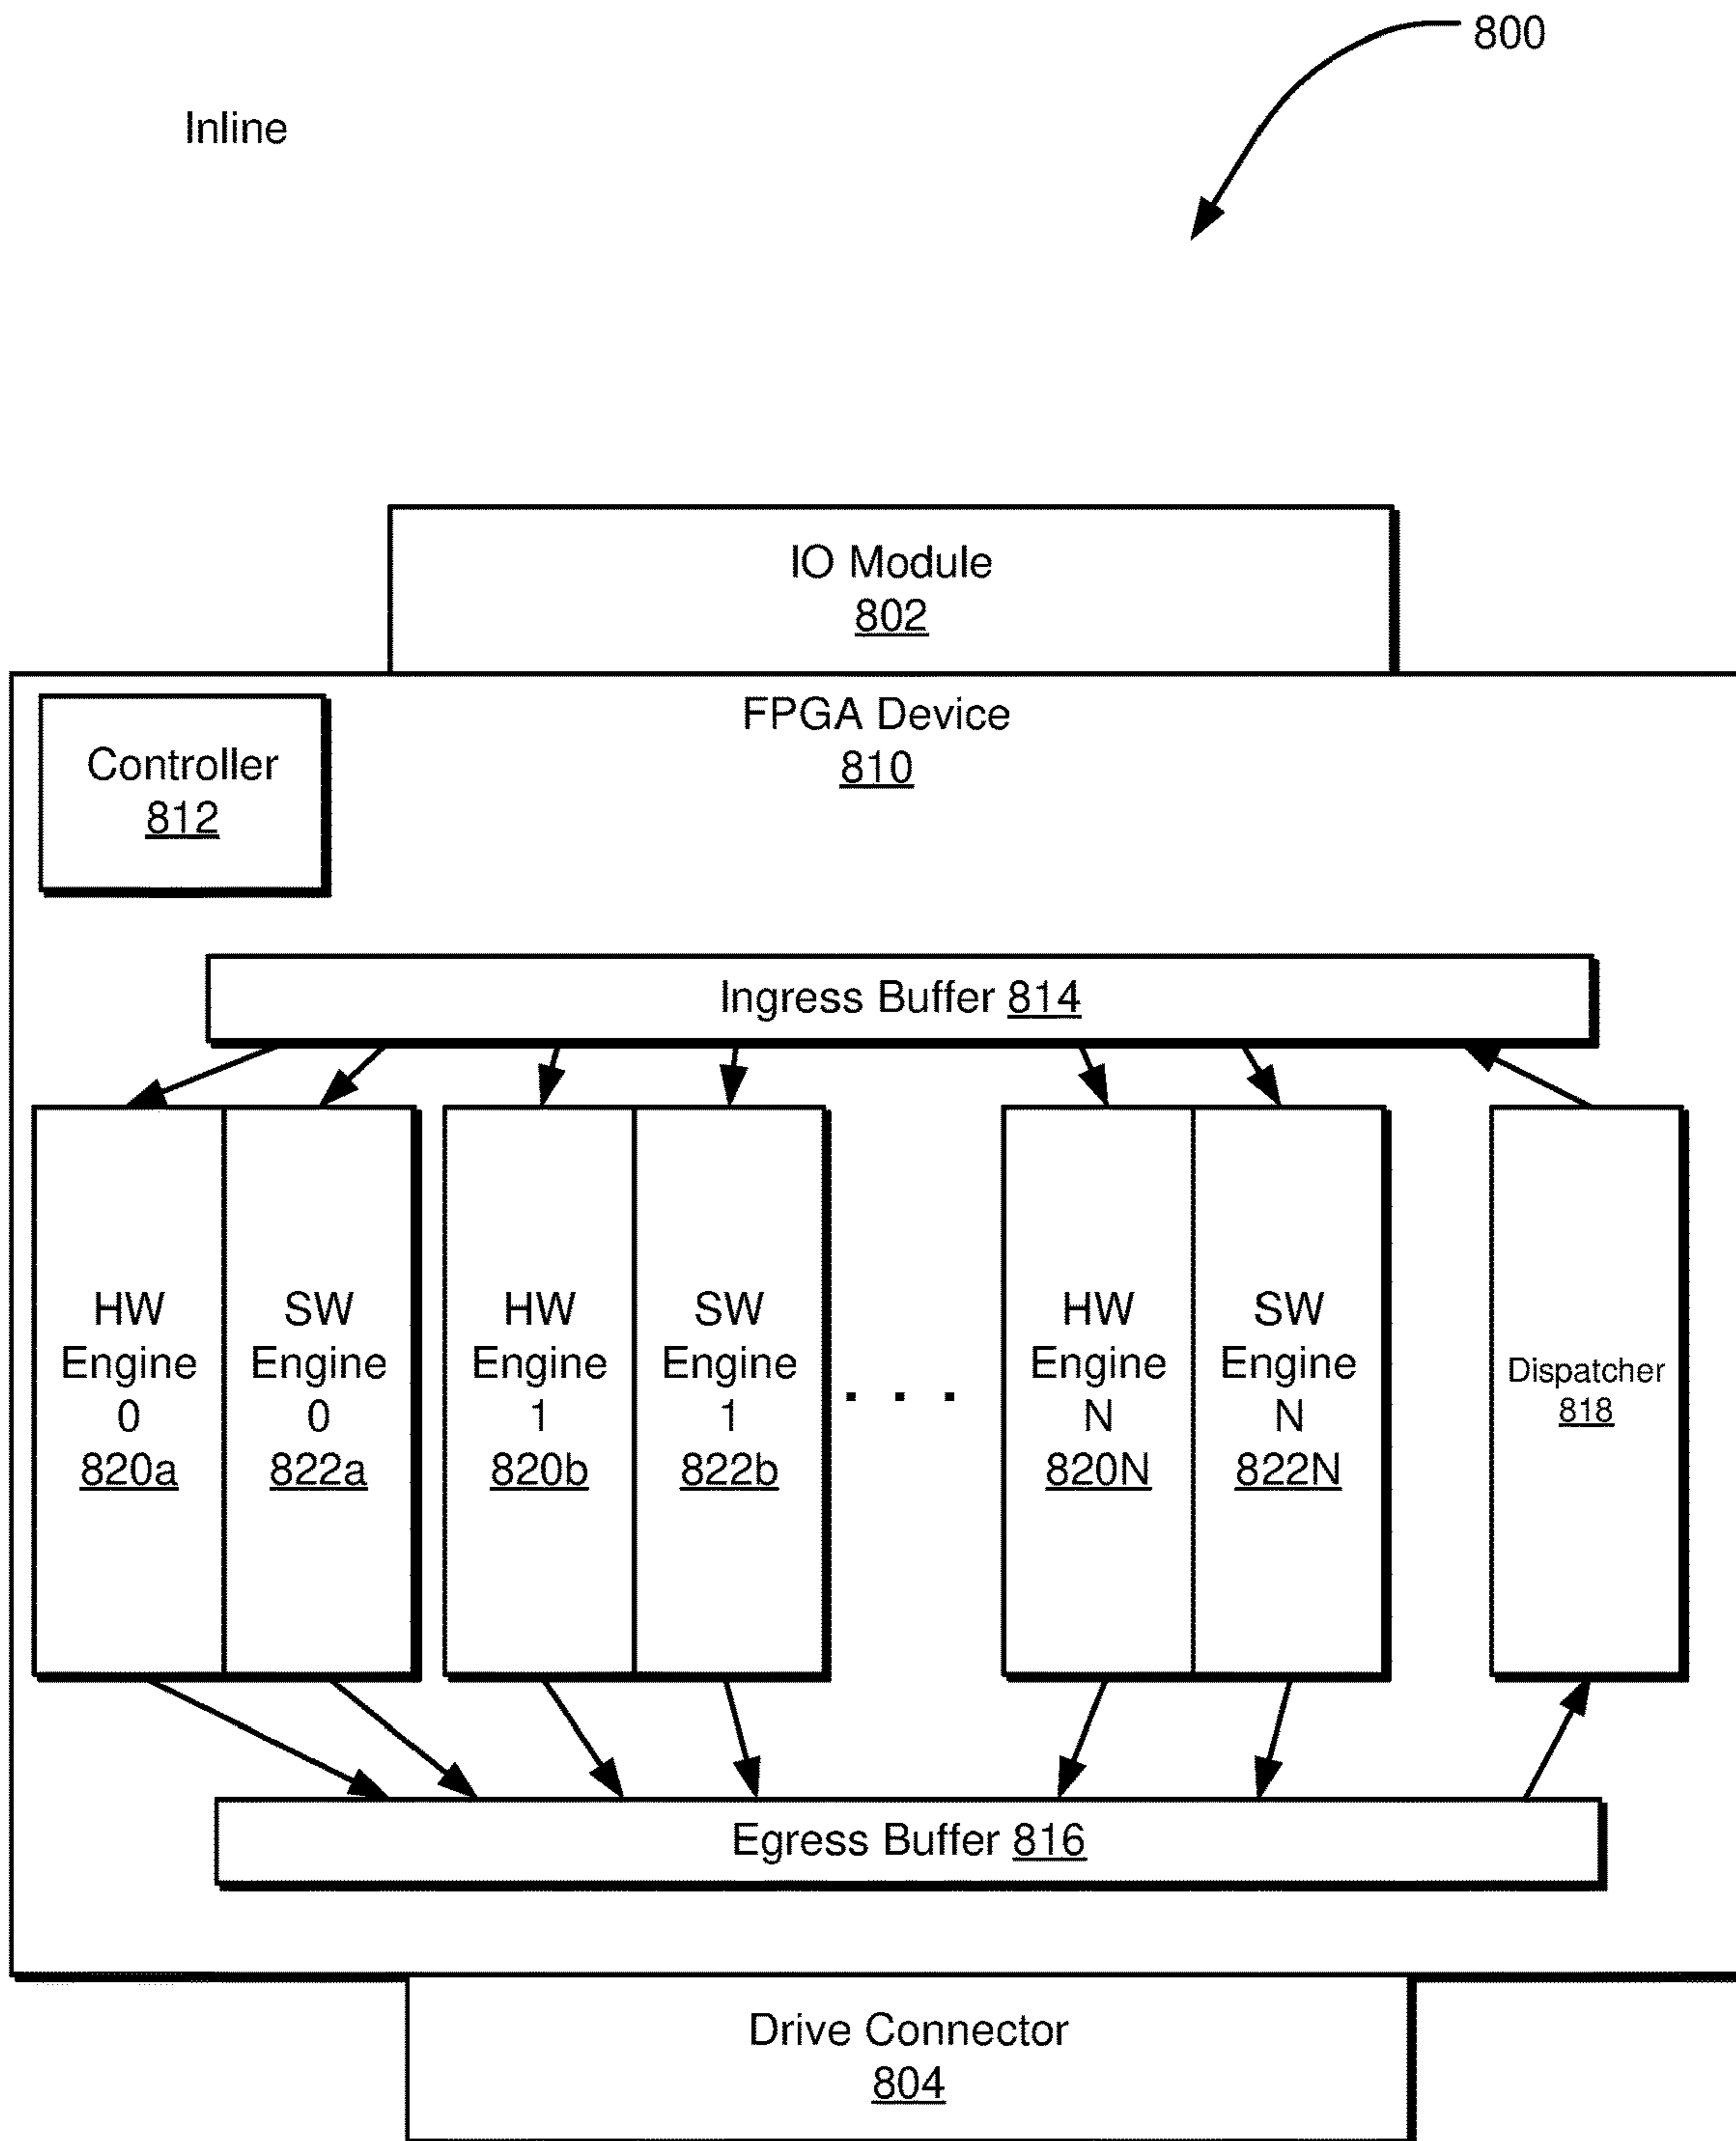 800
Inline
IO Module
802
FPGA Device
810
Controller
812
Ingress Buffer 814
HW
Engine
0
820a
SW
Engine
0
822a
HW
Engine
1
820b
SW
Engine
1
822b
. . .
HW
Engine
N
820N
SW
Engine
N
822N
Dispatcher
818
Egress Buffer 816
Drive Connector
804